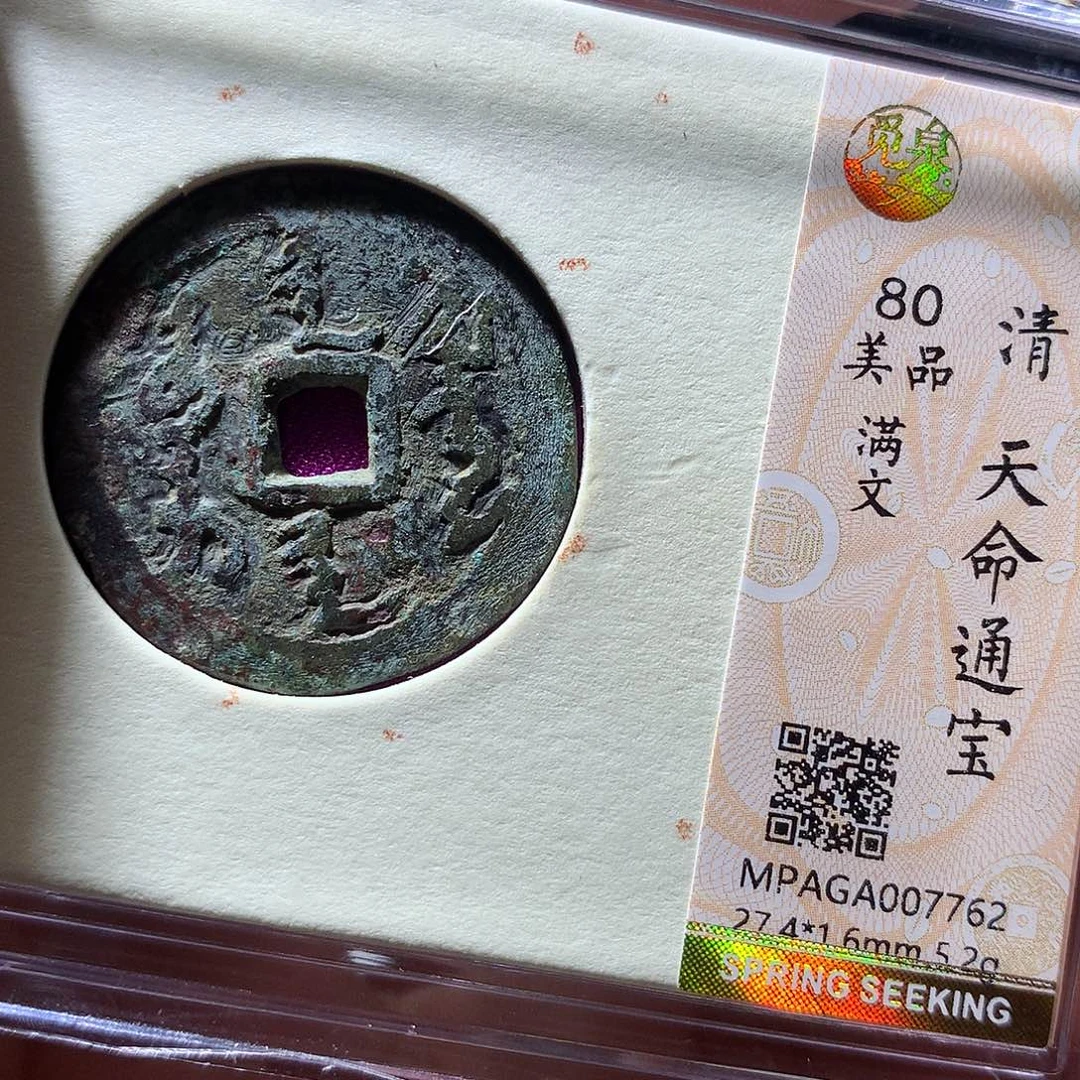 觅泉
清 天命通宝
80
美品
满文
MPAGA007762
27.4*1.6mm 5.2g
SPRING SEEKING